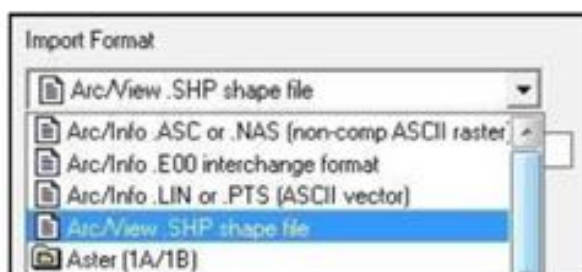 Import Format
Arc/View .SHP shape file
Arc/Info .ASC or .NAS (non-comp ASCII raster
Arc/Info .E00 interchange format
Arc/Info .LIN or .PTS (ASCII vector)
Arc/View .SHP shape file
Aster (1A/1B)